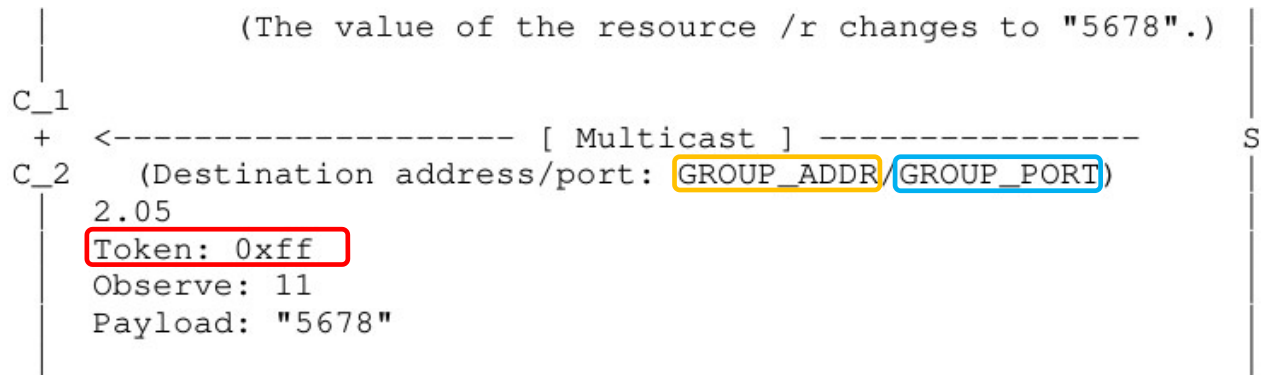 (The value of the resource /r changes to "5678".)
C_1
+ <-------------------- [ Multicast ] ---------------- S
C_2 (Destination address/port: GROUP_ADDR/GROUP_PORT)
2.05
Token: 0xff
Observe: 11
Payload: "5678"